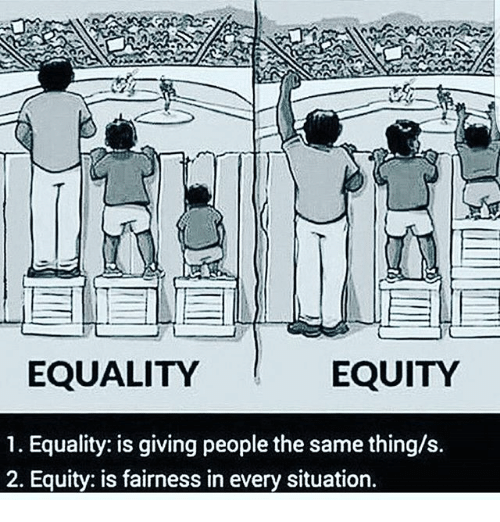 EQUALITY
EQUITY
1. Equality: is giving people the same thing/s.
2. Equity: is fairness in every situation.